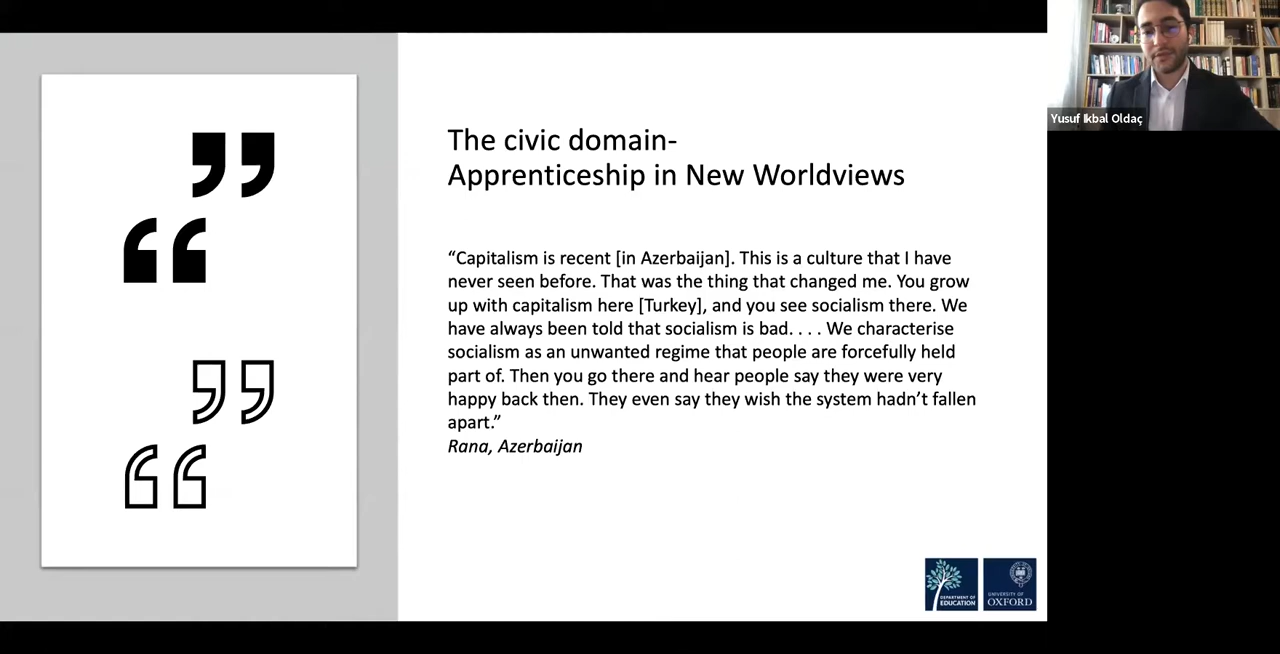 Yusuf Ikbal Oldaç
The civic domain-
Apprenticeship in New Worldviews
“Capitalism is recent [in Azerbaijan]. This is a culture that I have
never seen before. That was the thing that changed me. You grow
up with capitalism here [Turkey], and you see socialism there. We
have always been told that socialism is bad. . . . We characterise
socialism as an unwanted regime that people are forcefully held
part of. Then you go there and hear people say they were very
happy back then. They even say they wish the system hadn’t fallen
apart.”
Rana, Azerbaijan
DEPARTMENT OF
EDUCATION
UNIVERSITY OF
OXFORD